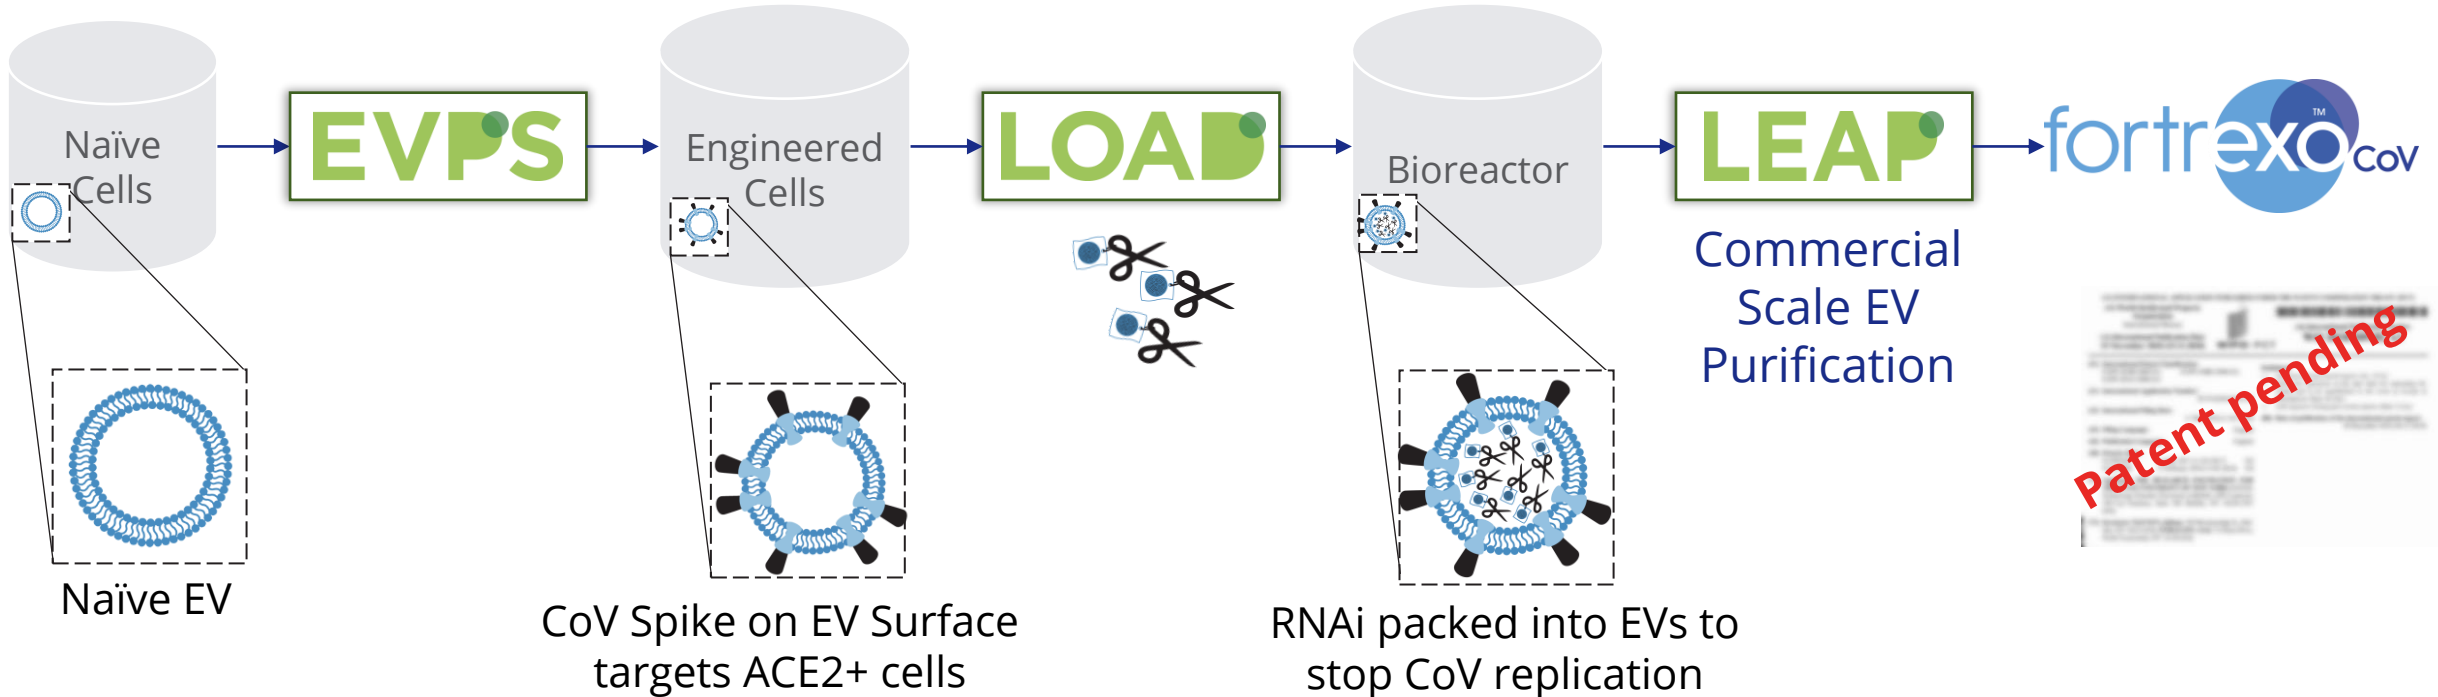 Naïve
Cells
EVPS
Engineered
Cells
LOAD
Bioreactor
LEAP
fortrexo CoV
TM
Commercial
Scale EV
Purification
Patent pending
Naïve EV
CoV Spike on EV Surface
targets ACE2+ cells
RNAi packed into EVs to
stop CoV replication